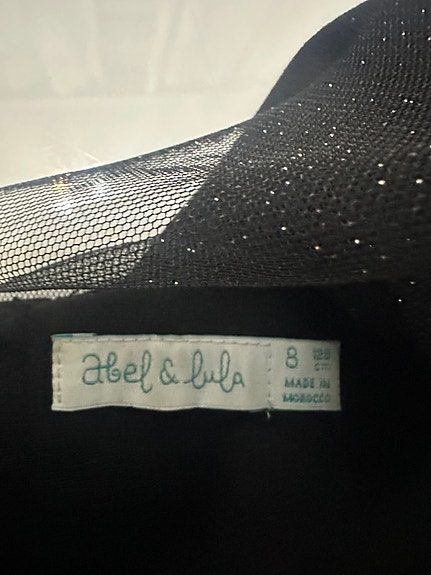 abel & lula
8 128 cm
MADE IN
MOROCCO